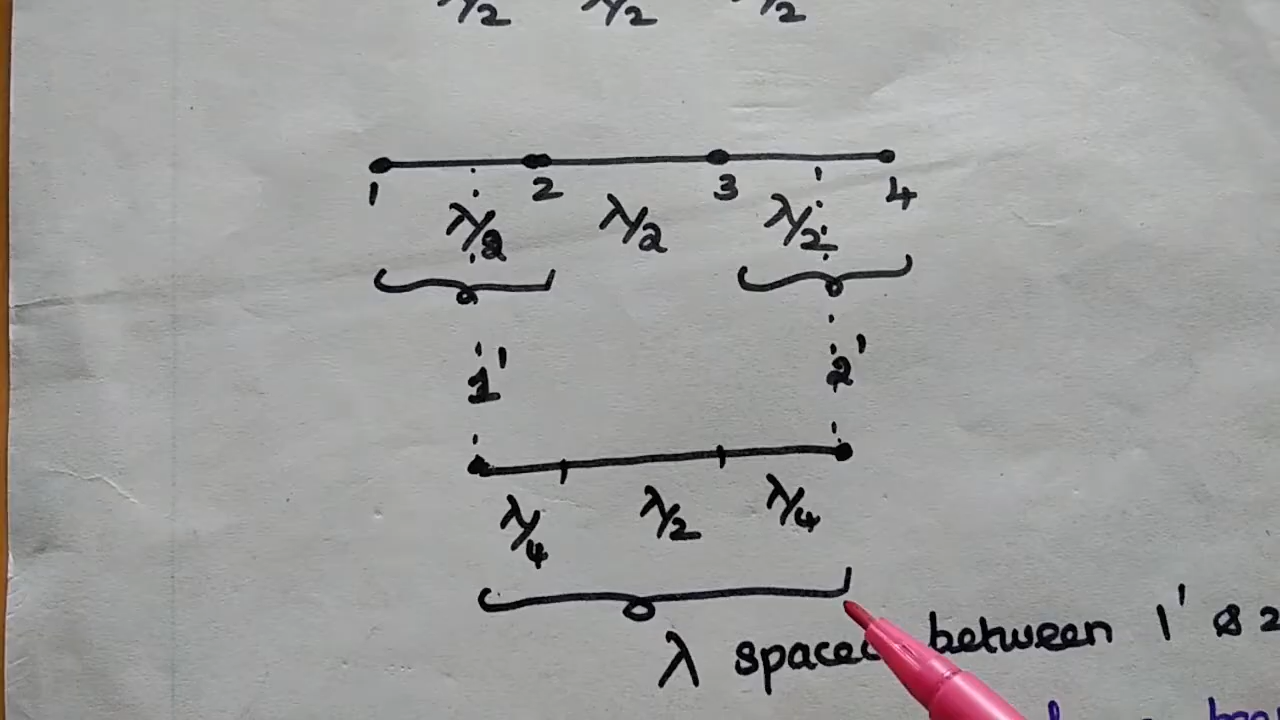 λ/2 λ/2 λ/2
1 2 3 4
λ/2 λ/2 λ/2
1' 2'
λ/4 λ/2 λ/4
λ spaced between 1' & 2